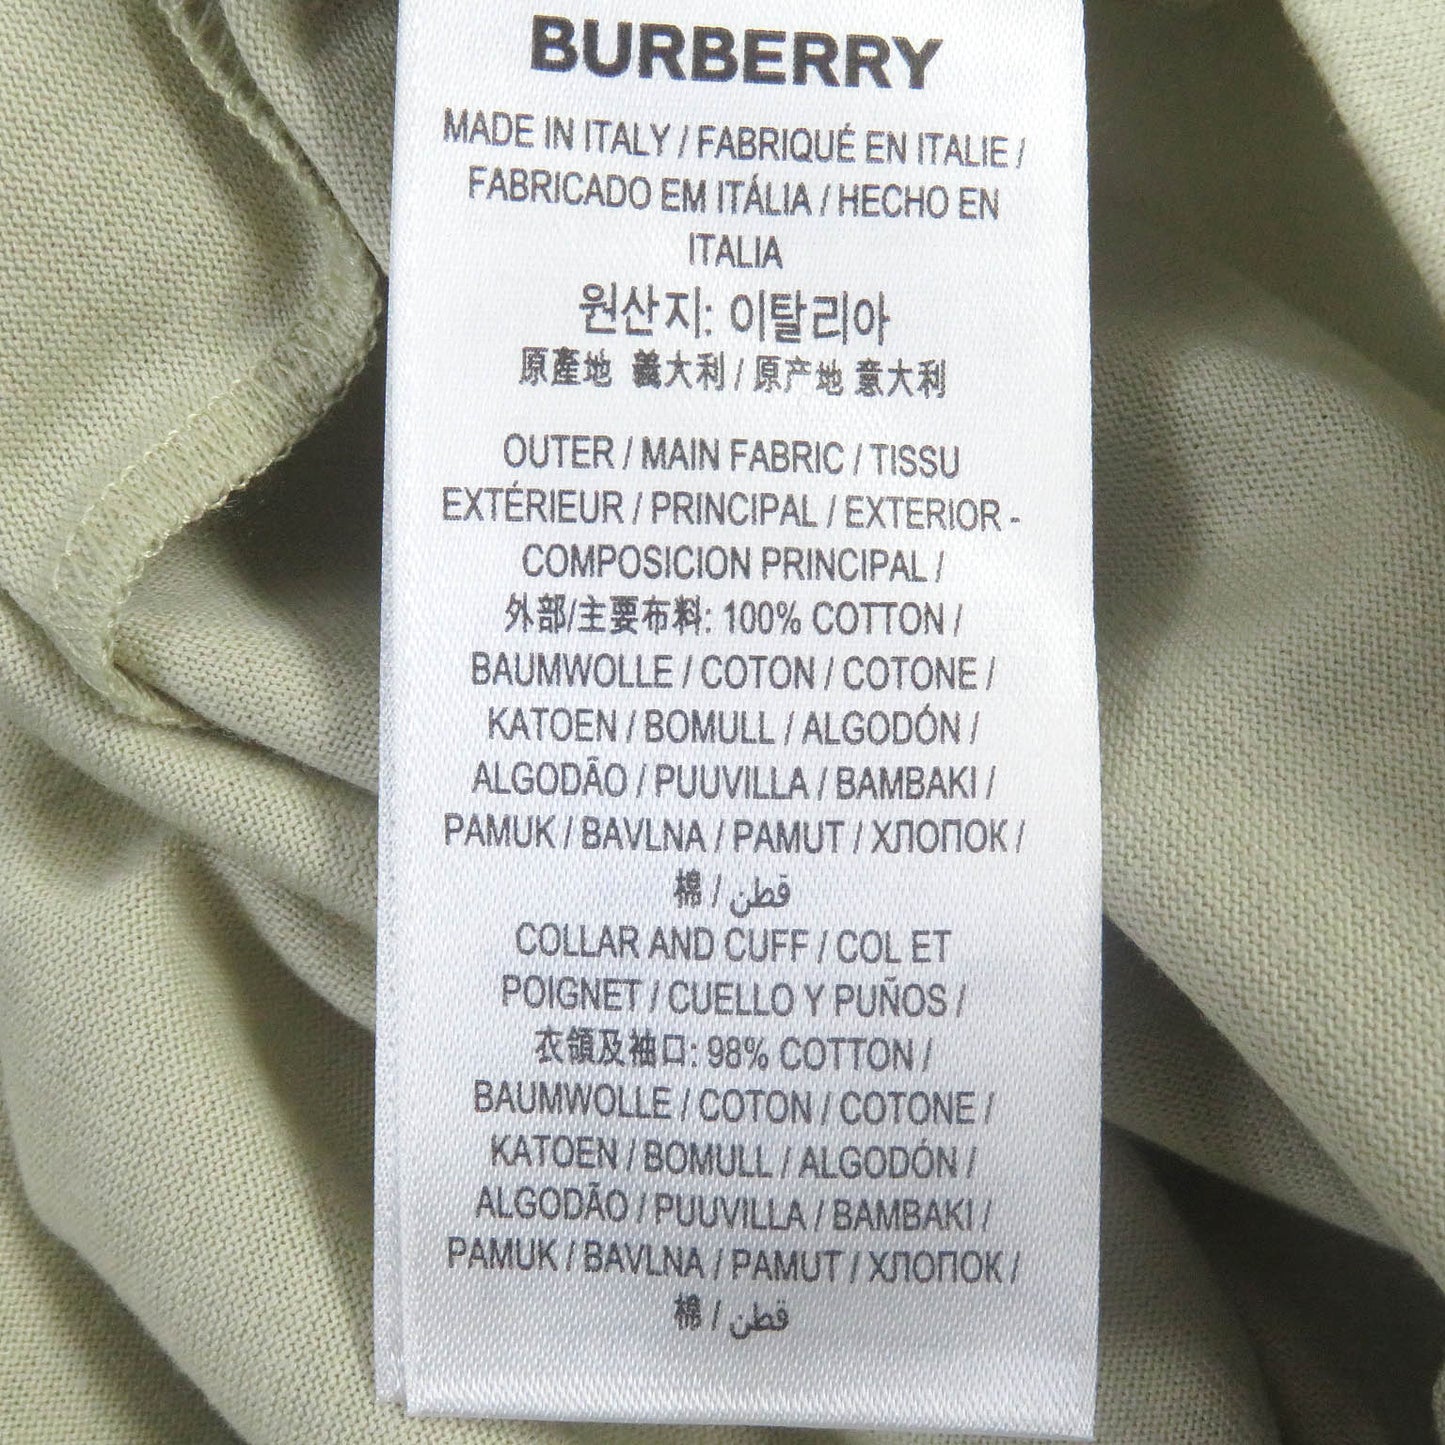 BURBERRY
MADE IN ITALY / FABRIQUÉ EN ITALIE /
FABRICADO EM ITÁLIA / HECHO EN
ITALIA
원산지: 이탈리아
原產地 義大利 / 原产地 意大利
OUTER / MAIN FABRIC / TISSU
EXTÉRIEUR / PRINCIPAL / EXTERIOR -
COMPOSICION PRINCIPAL /
外部/主要布料: 100% COTTON /
BAUMWOLLE / COTON / COTONE /
KATOEN / BOMULL / ALGODÓN /
ALGODÃO / PUUVILLA / BAMBAKI /
PAMUK / BAVLNA / PAMUT / ХЛОПОК /
棉 / قطن
COLLAR AND CUFF / COL ET
POIGNET / CUELLO Y PUÑOS /
衣領及袖口: 98% COTTON /
BAUMWOLLE / COTON / COTONE /
KATOEN / BOMULL / ALGODÓN /
ALGODÃO / PUUVILLA / BAMBAKI /
PAMUK / BAVLNA / PAMUT / ХЛОПОК /
棉 / قطن